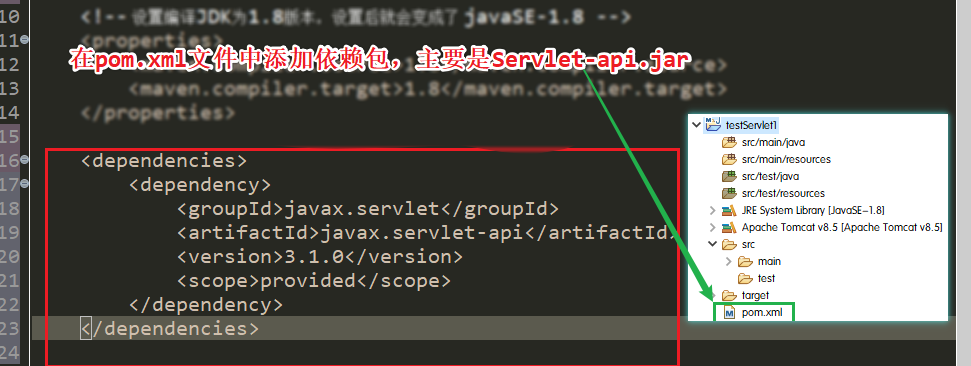 10 <!-- 设置编译JDK为1.8版本，设置后就会变成了 javaSE-1.8 -->
11 <properties>
在pom.xml文件中添加依赖包，主要是Servlet-api.jar
12 rce>
13 <maven.compiler.target>1.8</maven.compiler.target>
14 </properties>
15
16 <dependencies>
17 <dependency>
18 <groupId>javax.servlet</groupId>
19 <artifactId>javax.servlet-api</artifactId>
20 <version>3.1.0</version>
21 <scope>provided</scope>
22 </dependency>
23 </dependencies>
24
testServlet1
src/main/java
src/main/resources
src/test/java
src/test/resources
JRE System Library [JavaSE-1.8]
Apache Tomcat v8.5 [Apache Tomcat v8.5]
src
main
test
target
pom.xml